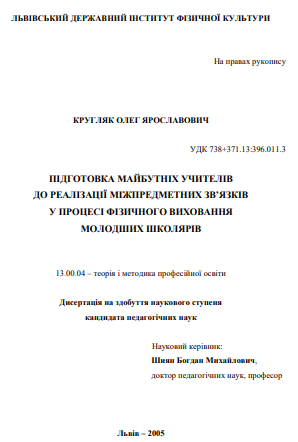 ЛЬВІВСЬКИЙ ДЕРЖАВНИЙ ІНСТИТУТ ФІЗИЧНОЇ КУЛЬТУРИ
На правах рукопису
КРУГЛЯК ОЛЕГ ЯРОСЛАВОВИЧ
УДК 738+371.13:396.011.3
ПІДГОТОВКА МАЙБУТНІХ УЧИТЕЛІВ
ДО РЕАЛІЗАЦІЇ МІЖПРЕДМЕТНИХ ЗВ’ЯЗКІВ
У ПРОЦЕСІ ФІЗИЧНОГО ВИХОВАННЯ
МОЛОДШИХ ШКОЛЯРІВ
13.00.04 – теорія і методика професійної освіти
Дисертація на здобуття наукового ступеня
кандидата педагогічних наук
Науковий керівник:
Шиян Богдан Михайлович,
доктор педагогічних наук, професор
Львів – 2005